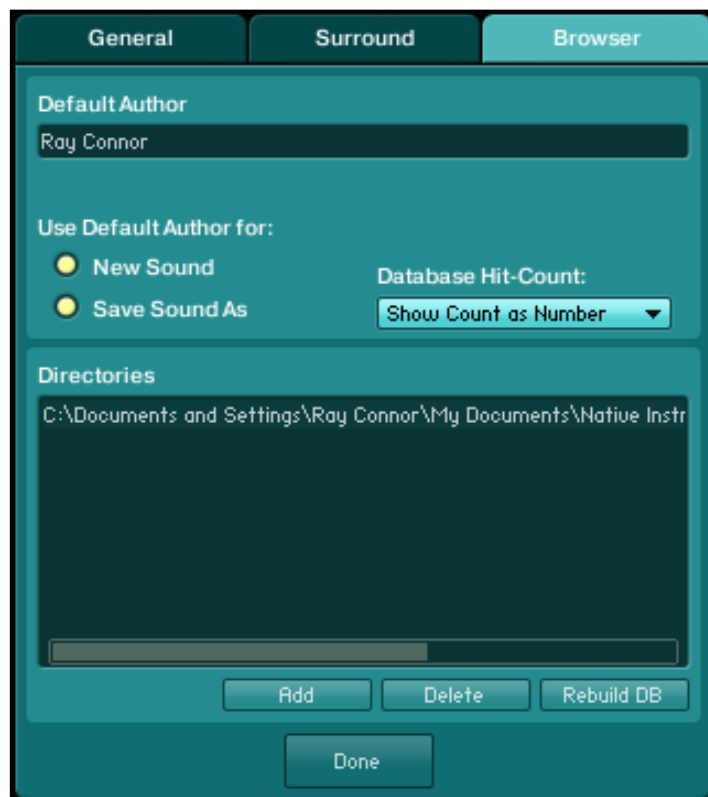 General Surround Browser
Default Author
Ray Connor
Use Default Author for:
New Sound
Database Hit-Count:
Save Sound As
Show Count as Number
Directories
C:\Documents and Settings\Ray Connor\My Documents\Native Instr
Add Delete Rebuild DB
Done